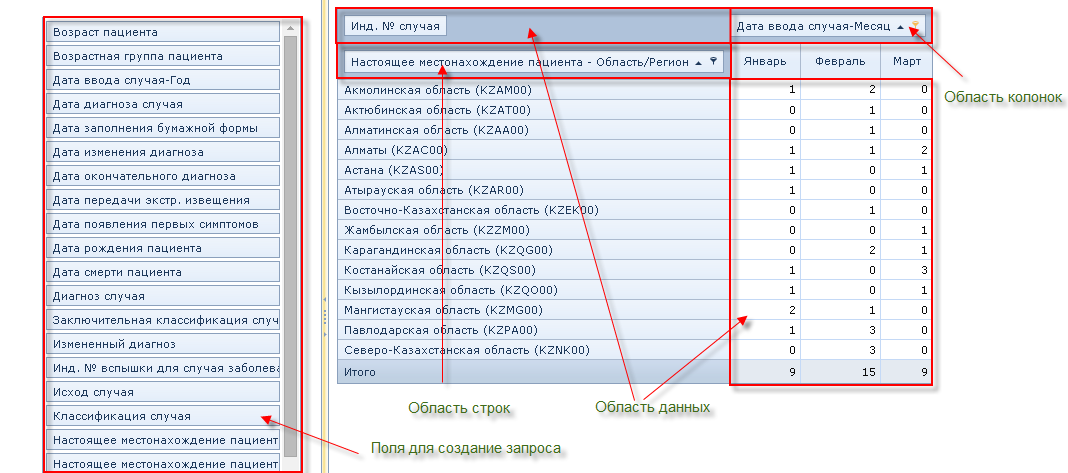 Возраст пациента
Возрастная группа пациента
Дата ввода случая-Год
Дата диагноза случая
Дата заполнения бумажной формы
Дата изменения диагноза
Дата окончательного диагноза
Дата передачи экстр. извещения
Дата появления первых симптомов
Дата рождения пациента
Дата смерти пациента
Диагноз случая
Заключительная классификация случ
Измененный диагноз
Инд. № вспышки для случая заболева
Исход случая
Классификация случая
Настоящее местонахождение пациент
Настоящее местонахождение пациент
Инд. № случая Дата ввода случая-Месяц
Настоящее местонахождение пациента - Область/Регион Январь Февраль Март
Акмолинская область (KZAM00) 1 2 0
Актюбинская область (KZAT00) 0 1 0
Алматинская область (KZAA00) 0 1 0
Алматы (KZAC00) 1 1 2
Астана (KZAS00) 1 0 1
Атырауская область (KZAR00) 1 0 0
Восточно-Казахстанская область (KZEK00) 0 1 0
Жамбылская область (KZZM00) 0 0 1
Карагандинская область (KZQG00) 0 2 1
Костанайская область (KZQS00) 1 0 3
Кызылординская область (KZQO00) 1 0 1
Мангистауская область (KZMG00) 2 1 0
Павлодарская область (KZPA00) 1 3 0
Северо-Казахстанская область (KZNK00) 0 3 0
Итого 9 15 9
Область колонок
Область строк
Область данных
Поля для создание запроса